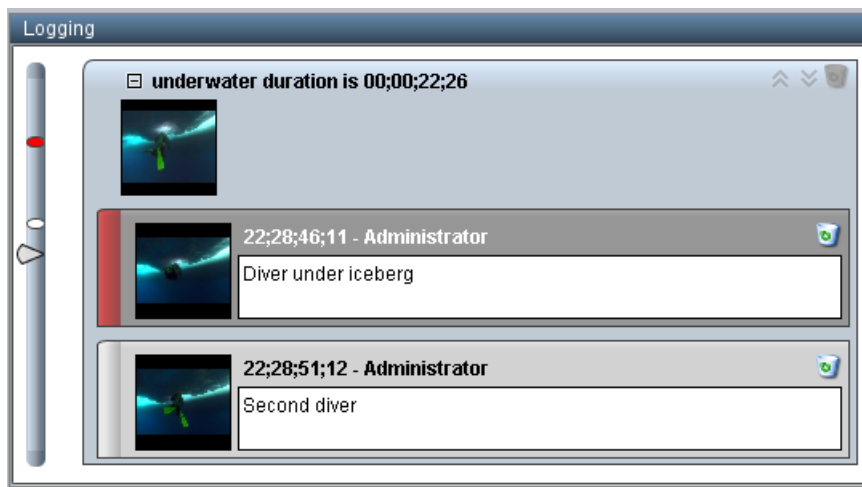 Logging
underwater duration is 00;00;22;26
22;28;46;11 - Administrator
Diver under iceberg
22;28;51;12 - Administrator
Second diver